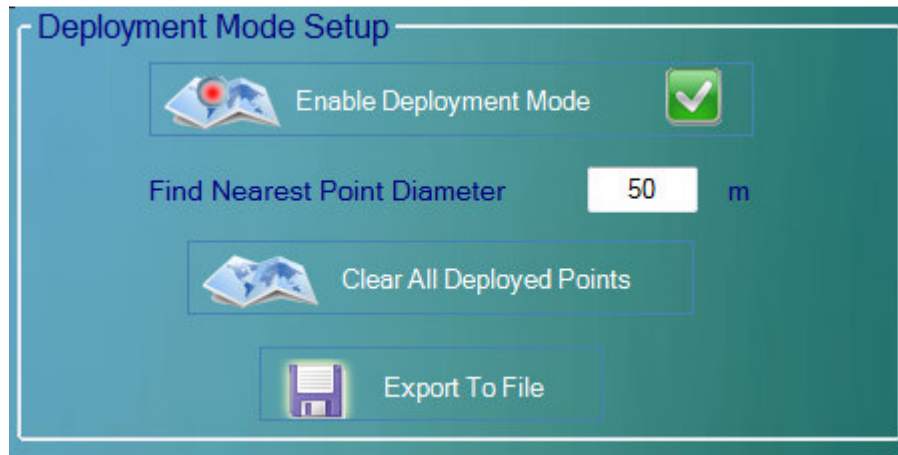 Deployment Mode Setup
Enable Deployment Mode
Find Nearest Point Diameter 50 m
Clear All Deployed Points
Export To File